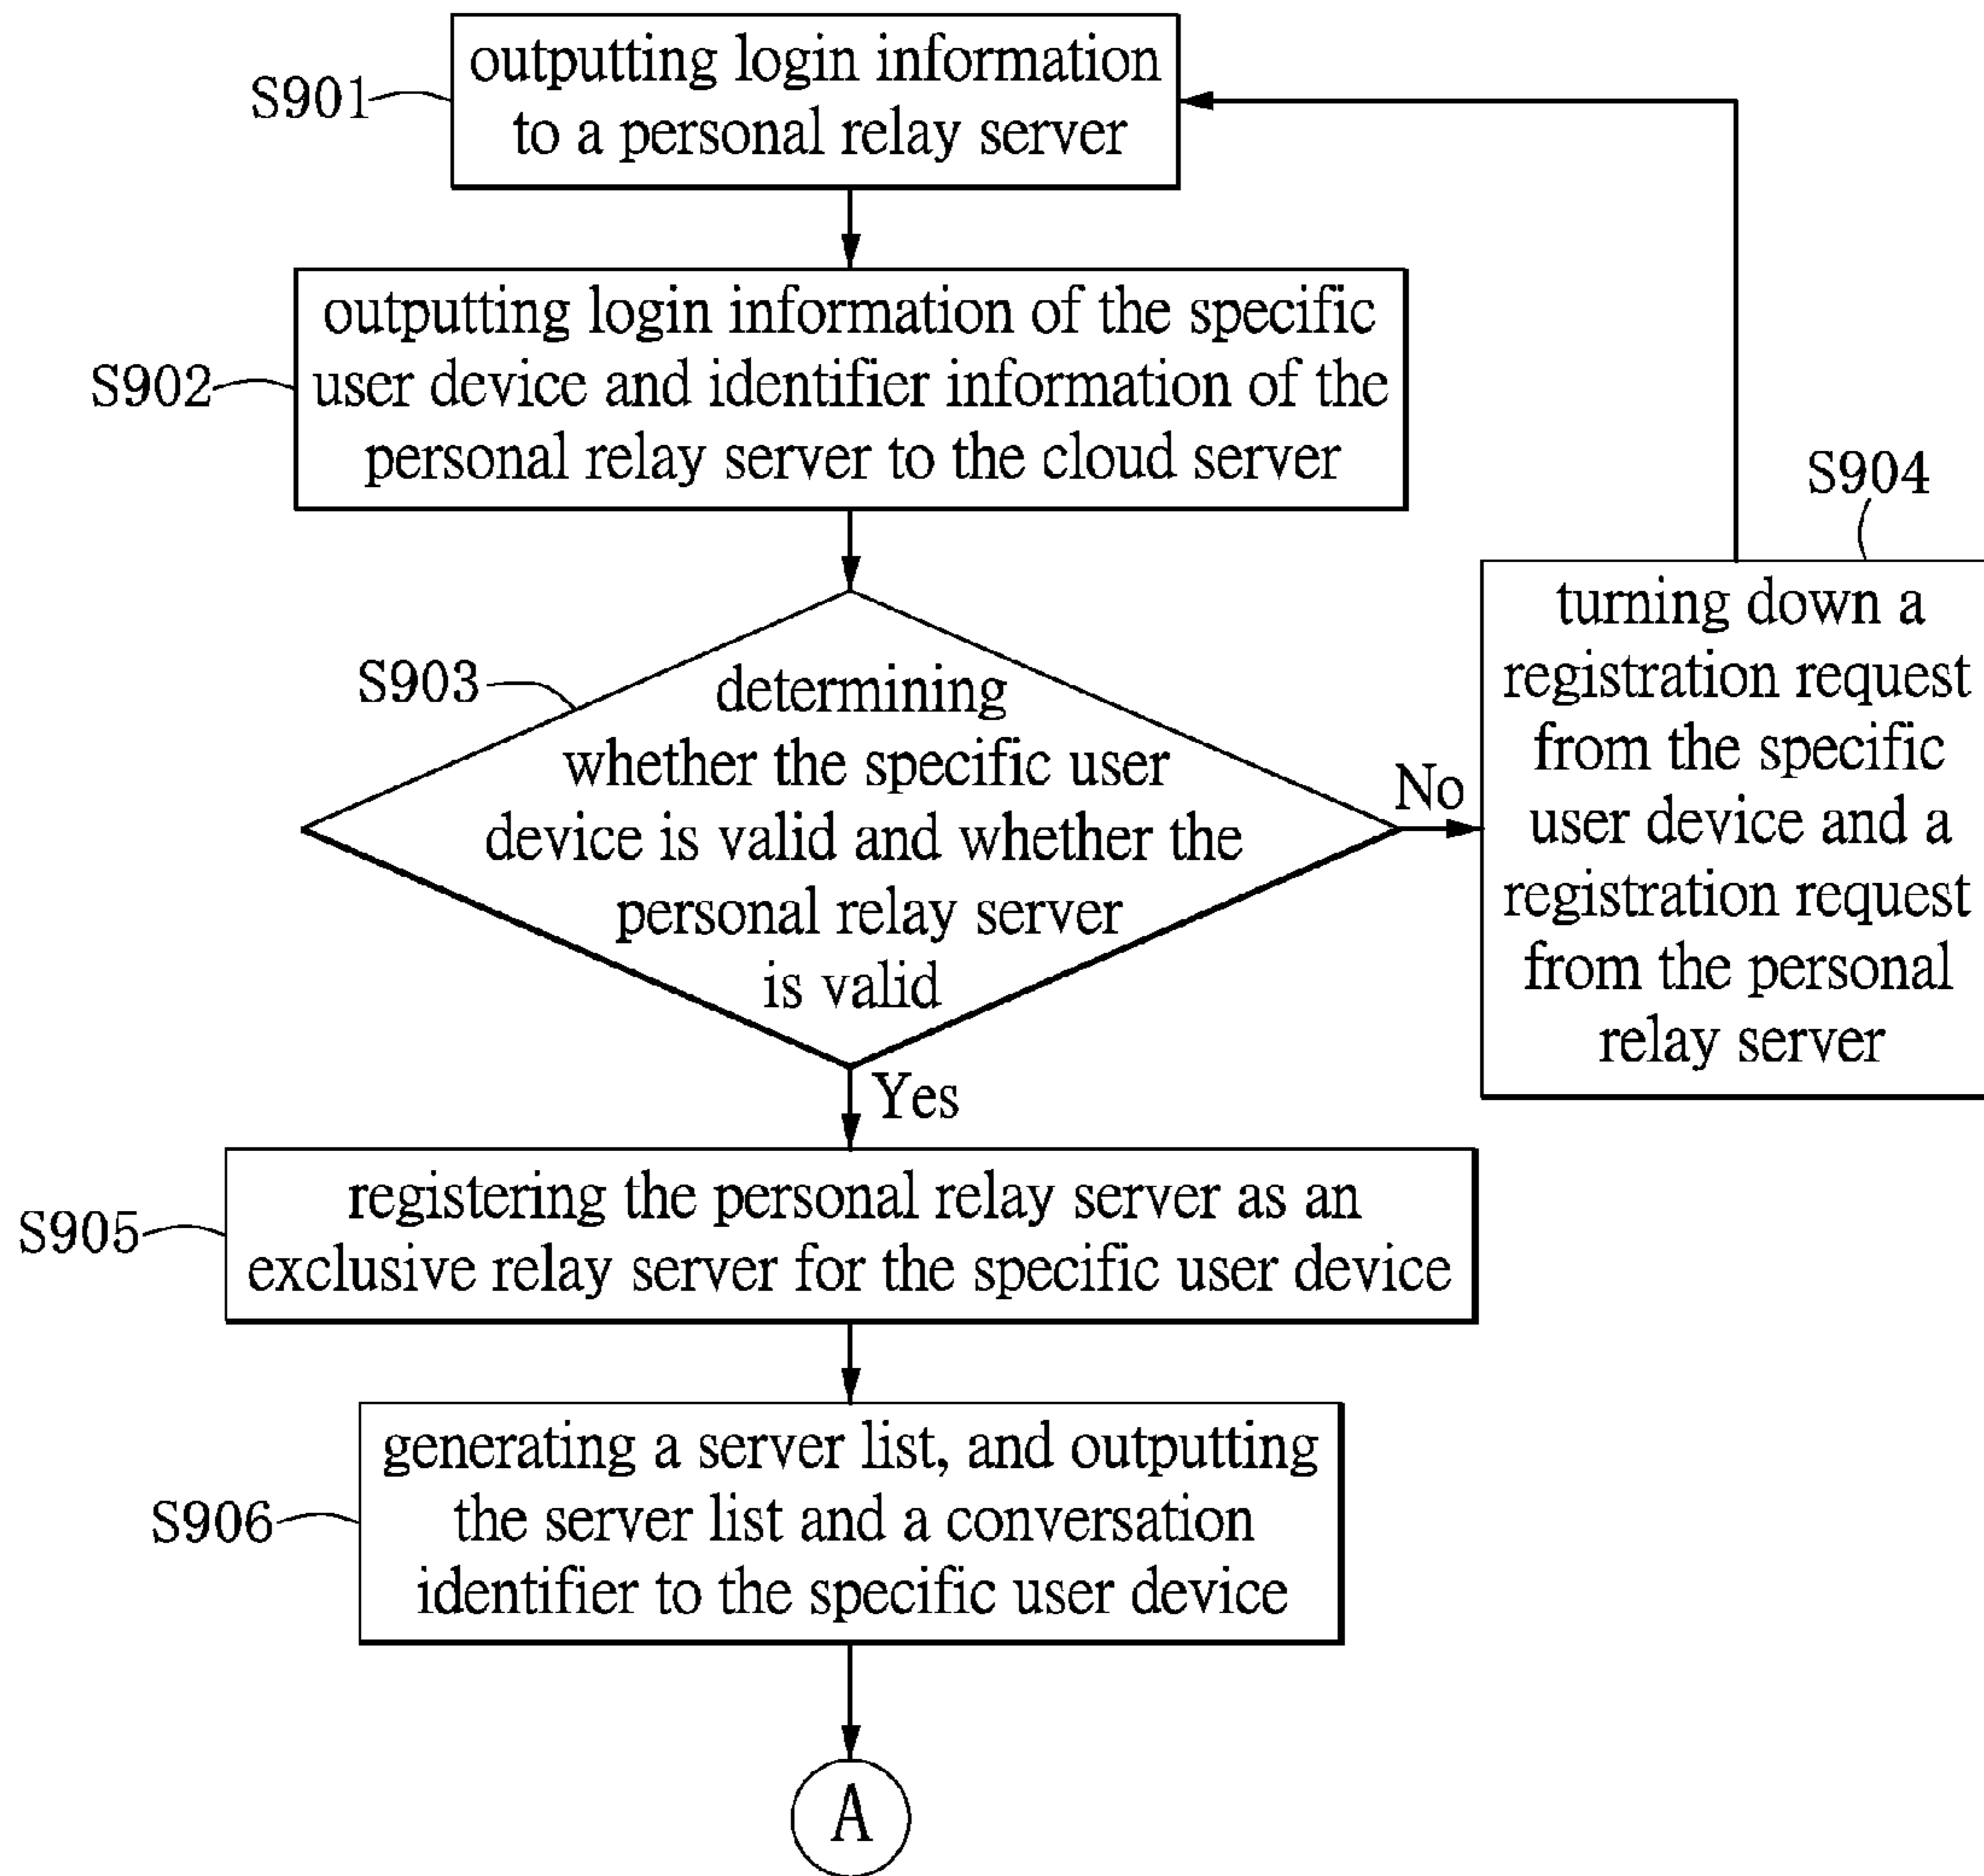 S901
outputting login information
to a personal relay server
S902
outputting login information of the specific
user device and identifier information of the
personal relay server to the cloud server
S903
determining
whether the specific user
device is valid and whether the
personal relay server
is valid
No
S904
turning down a
registration request
from the specific
user device and a
registration request
from the personal
relay server
Yes
S905
registering the personal relay server as an
exclusive relay server for the specific user device
S906
generating a server list, and outputting
the server list and a conversation
identifier to the specific user device
A